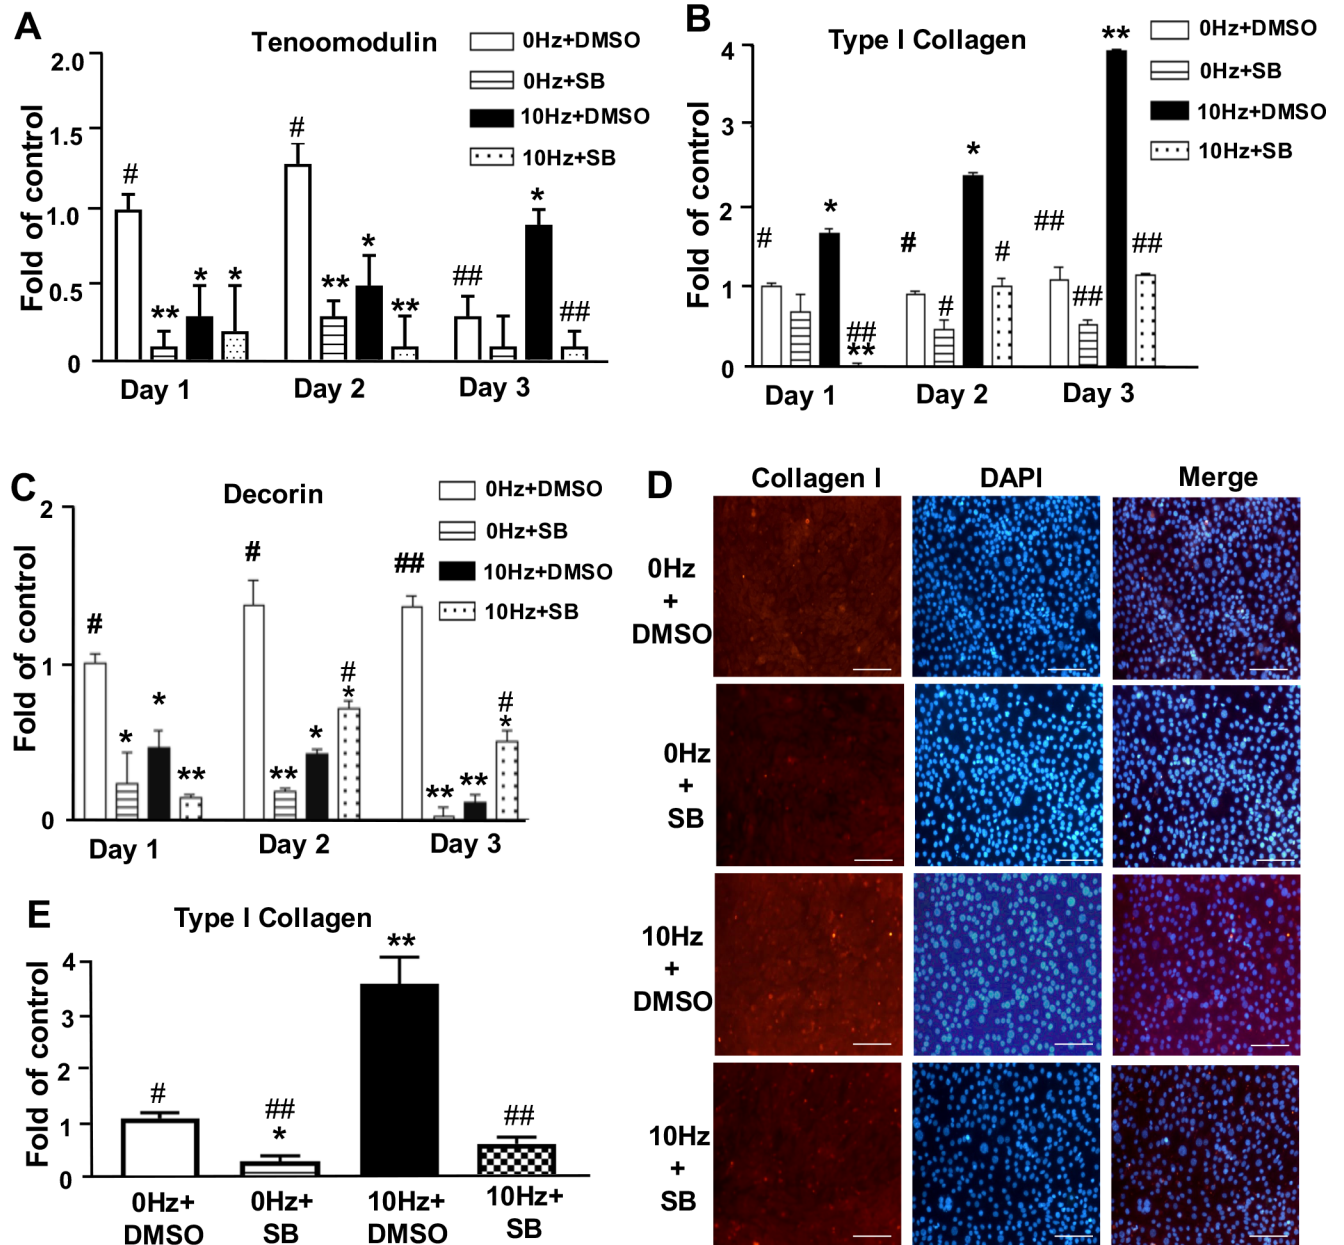 A
Tenoomodulin
0Hz+DMSO
0Hz+SB
10Hz+DMSO
10Hz+SB
Fold of control
2.0
1.5
1.0
0.5
0
#
**
*
*
#
**
*
**
##
*
##
Day 1
Day 2
Day 3
B
Type I Collagen
0Hz+DMSO
0Hz+SB
10Hz+DMSO
10Hz+SB
Fold of control
4
3
2
1
0
#
*
##
**
#
#
*
#
##
##
**
##
Day 1
Day 2
Day 3
C
Decorin
0Hz+DMSO
0Hz+SB
10Hz+DMSO
10Hz+SB
Fold of control
2
1
0
#
*
*
**
#
**
*
#
*
##
**
**
#
*
Day 1
Day 2
Day 3
D
Collagen I
DAPI
Merge
0Hz
+
DMSO
0Hz
+
SB
10Hz
+
DMSO
10Hz
+
SB
E
Type I Collagen
Fold of control
4
3
2
1
0
#
##
*
**
##
0Hz+
DMSO
0Hz+
SB
10Hz+
DMSO
10Hz+
SB